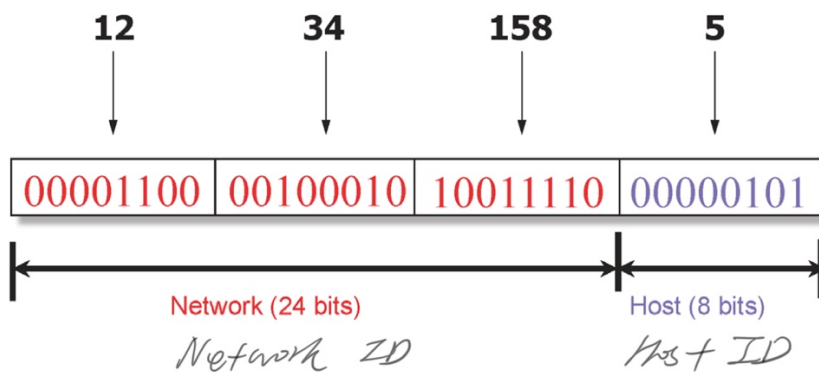 12 34 158 5
00001100 00100010 10011110 00000101
Network (24 bits) Host (8 bits)
Network ID Host ID